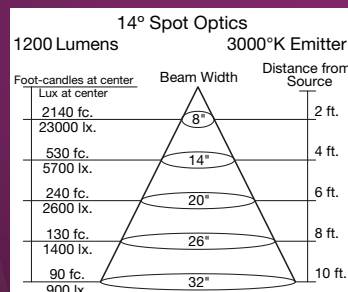 14º Spot Optics
1200 Lumens 3000°K Emitter
Foot-candles at center
Lux at center
Beam Width
Distance from
Source
2140 fc.
23000 lx.
8"
2 ft.
530 fc.
5700 lx.
14"
4 ft.
240 fc.
2600 lx.
20"
6 ft.
130 fc.
1400 lx.
26"
8 ft.
90 fc.
900 lx.
32"
10 ft.